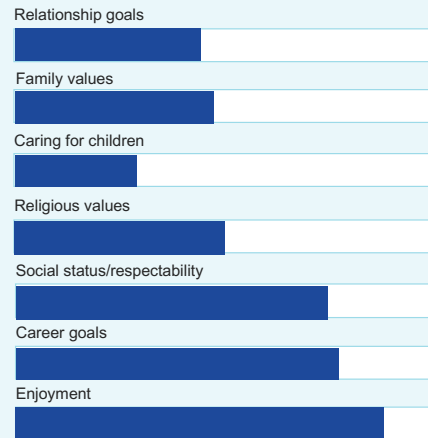 Relationship goals
Family values
Caring for children
Religious values
Social status/respectability
Career goals
Enjoyment